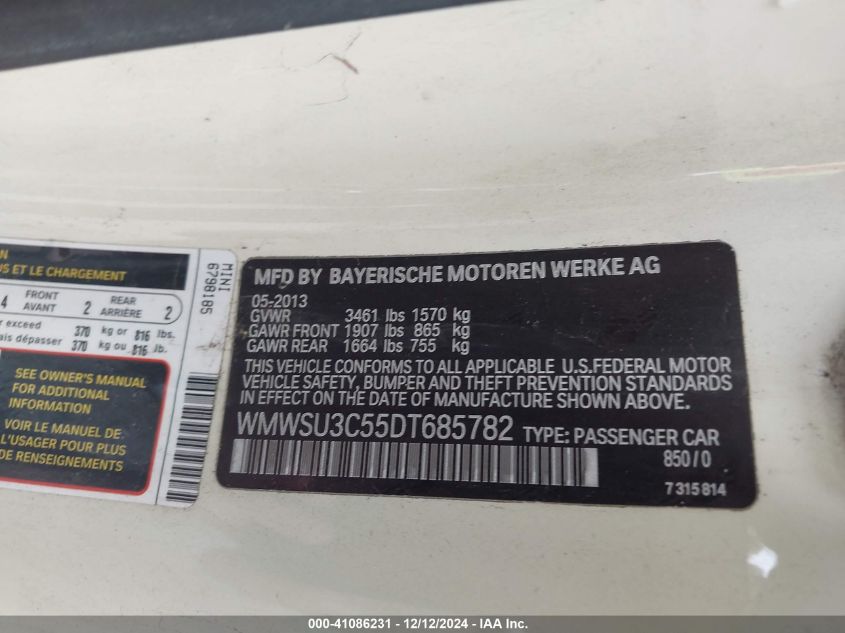 N
US ET LE CHARGEMENT
4 FRONT AVANT 2 REAR ARRIÈRE 2
r exceed 370 kg or 816 lbs.
ais dépasser 370 kg ou 816 lb.
SEE OWNER'S MANUAL
FOR ADDITIONAL
INFORMATION
VOIR LE MANUEL DE
L'USAGER POUR PLUS
DE RENSEIGNEMENTS
MINI
6798185
MFD BY BAYERISCHE MOTOREN WERKE AG
05-2013
GVWR 3461 lbs 1570 kg
GAWR FRONT 1907 lbs 865 kg
GAWR REAR 1664 lbs 755 kg
THIS VEHICLE CONFORMS TO ALL APPLICABLE U.S.FEDERAL MOTOR
VEHICLE SAFETY, BUMPER AND THEFT PREVENTION STANDARDS
IN EFFECT ON THE DATE OF MANUFACTURE SHOWN ABOVE.
WMWSU3C55DT685782 TYPE: PASSENGER CAR
850/0
7 315 814
000-41086231 - 12/12/2024 - IAA Inc.